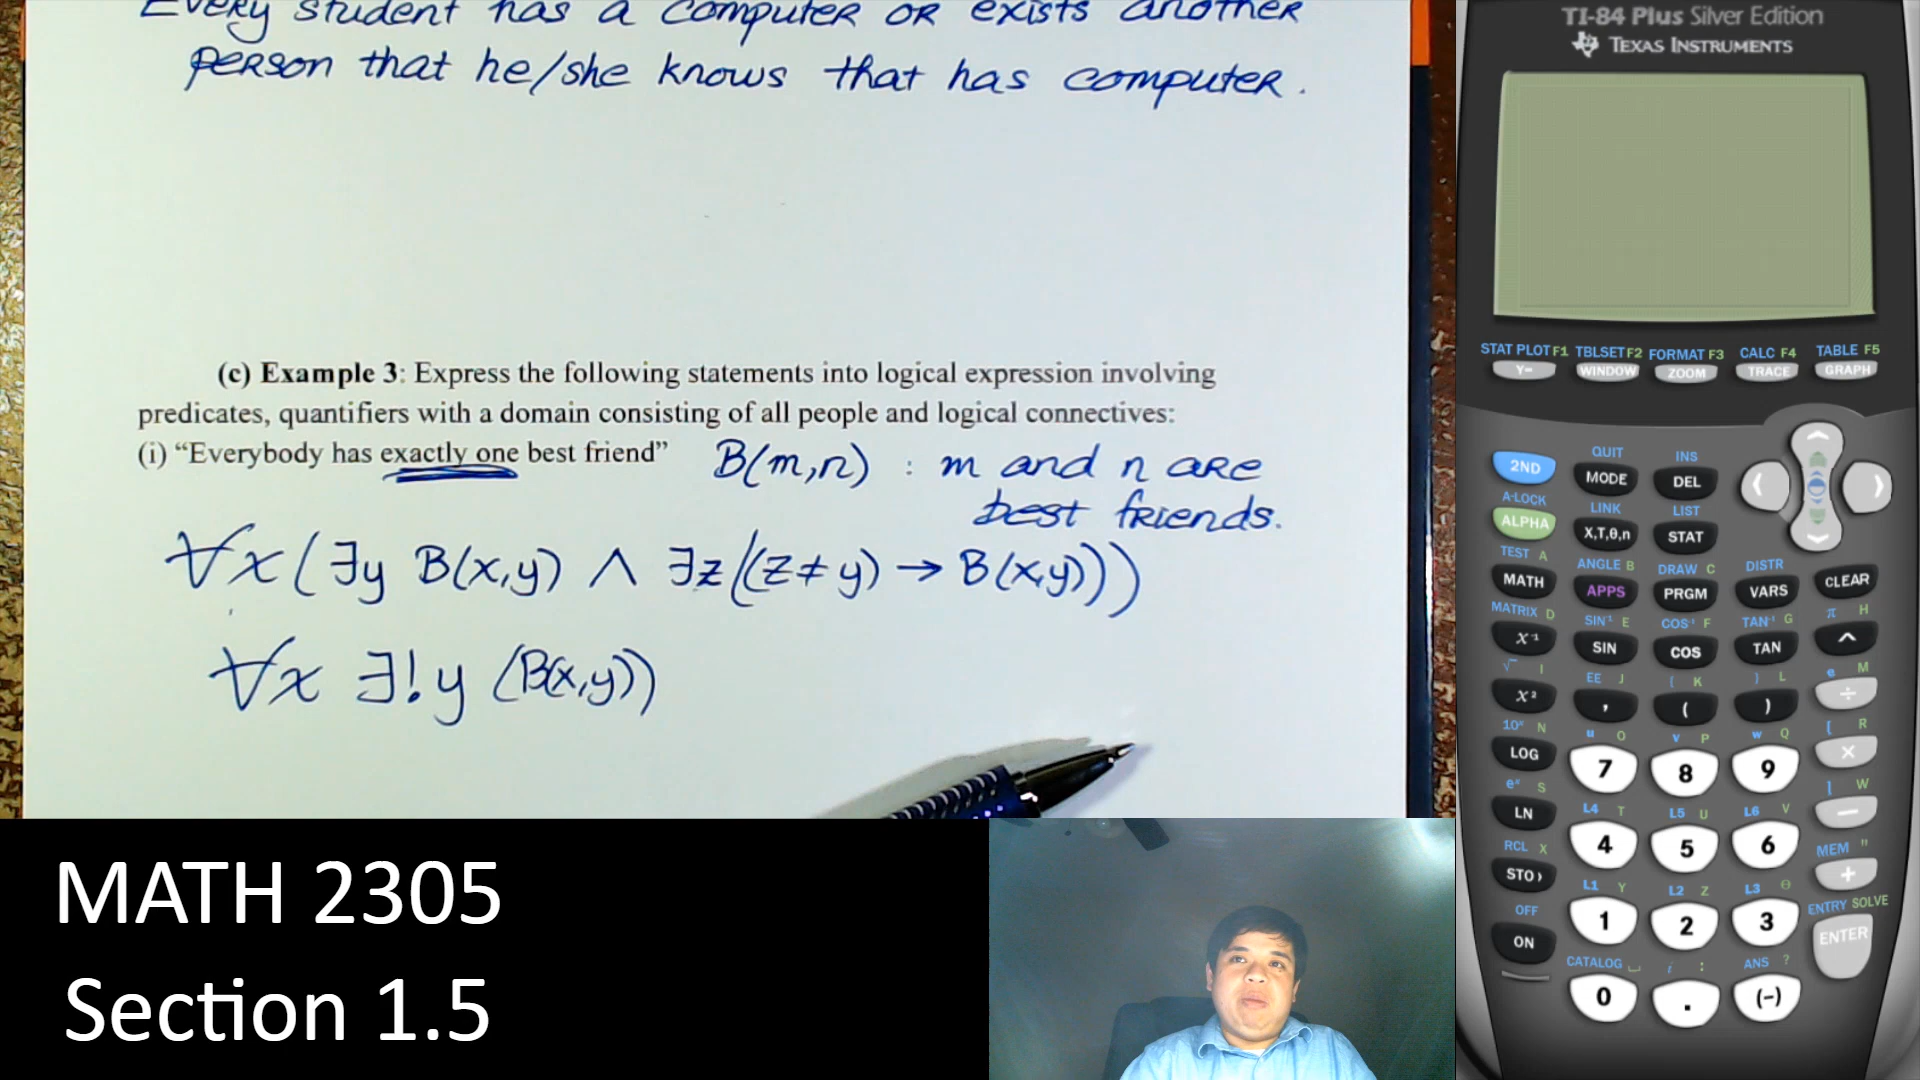 Every student has a computer or exists another
person that he/she knows that has computer.
(c) Example 3: Express the following statements into logical expression involving
predicates, quantifiers with a domain consisting of all people and logical connectives:
(i) “Everybody has exactly one best friend”
B(m,n) : m and n are
best friends.
∀x(∃y B(x,y) ∧ ∃z((z≠y) → B(x,y)))
∀x ∃!y (B(x,y))
MATH 2305
Section 1.5
TI-84 Plus Silver Edition
TEXAS INSTRUMENTS
STAT PLOT F1 TBLSET F2 FORMAT F3 CALC F4 TABLE F5
Y= WINDOW ZOOM TRACE GRAPH
QUIT INS
2ND MODE DEL
A-LOCK LINK LIST
ALPHA X,T,θ,n STAT
TEST A ANGLE B DRAW C DISTR
MATH APPS PRGM VARS CLEAR
MATRIX D SIN⁻¹ E COS⁻¹ F TAN⁻¹ G π H
X⁻¹ SIN COS TAN ^
√ I EE J { K } L e M
X² , ( ) ÷
10ˣ N u O v P w Q [ R
LOG 7 8 9 ×
eˣ S L4 T L5 U L6 V ] W
LN 4 5 6 −
RCL X L1 Y L2 Z L3 θ MEM "
STO› 1 2 3 +
OFF CATALOG ␣ i : ANS ? ENTRY SOLVE
ON 0 . (-) ENTER